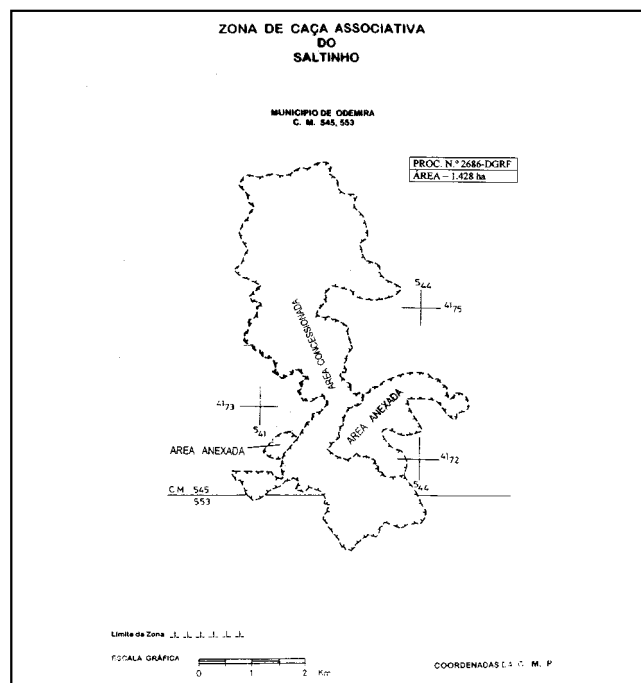 ZONA DE CAÇA ASSOCIATIVA
DO
SALTINHO
MUNICIPIO DE ODEMIRA
C. M. 545, 553
PROC. N.º 2686-DGRF
ÁREA – 1.428 ha
544
4175
AREA CONCESSIONADA
4173
541
AREA ANEXADA
AREA ANEXADA
4172
544
C M 545
553
Limite da Zona
ESCALA GRÁFICA
0 1 2 Km
COORDENADAS DA C. M. P